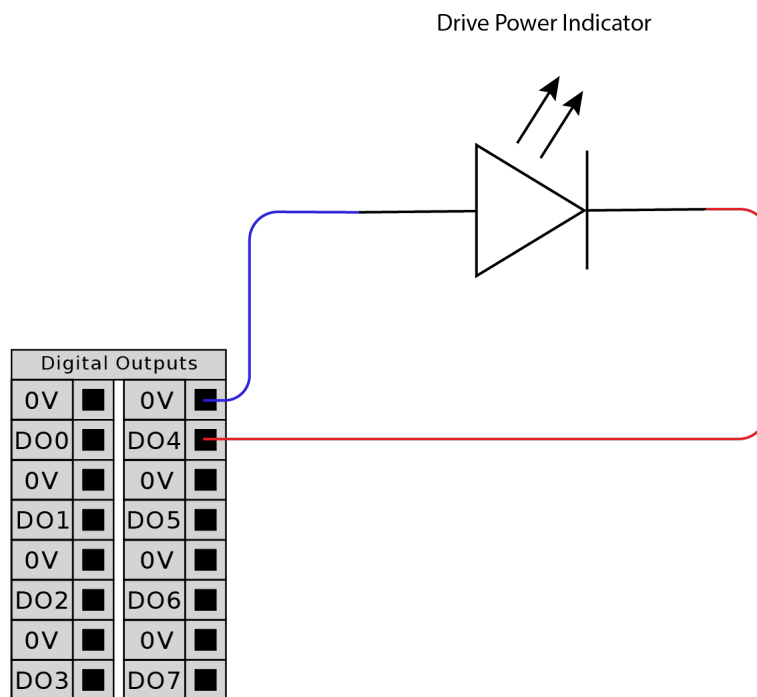 Drive Power Indicator
Digital Outputs
0V 0V
DO0 DO4
0V 0V
DO1 DO5
0V 0V
DO2 DO6
0V 0V
DO3 DO7